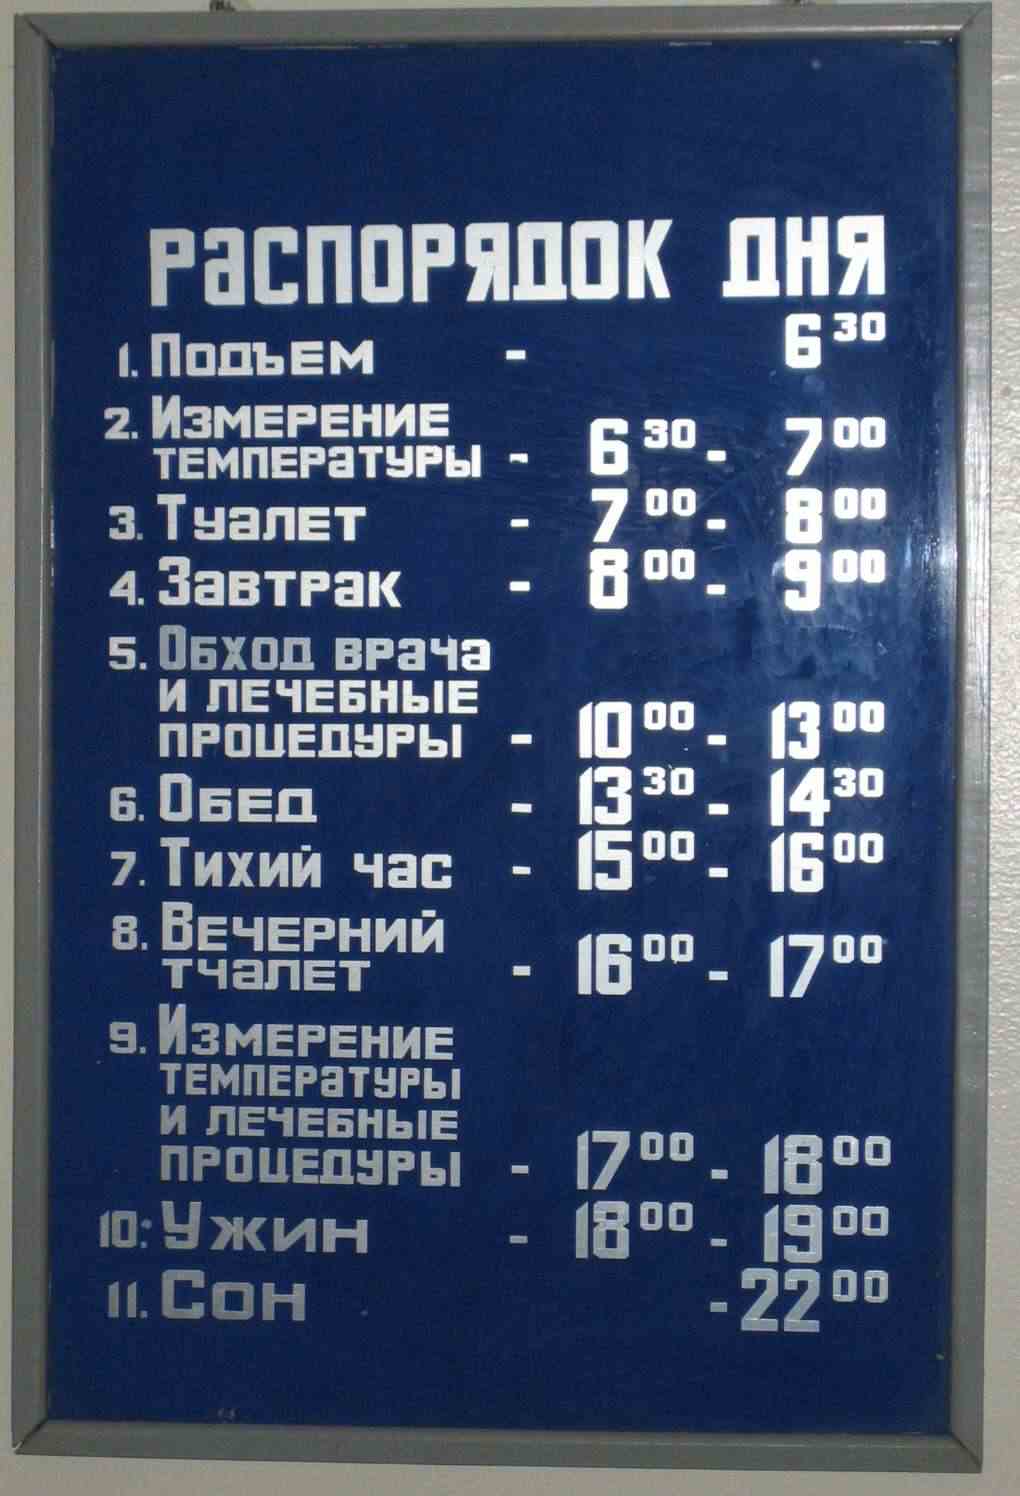 РАСПОРЯДОК ДНЯ
1. Подъем - 6 30
2. Измерение
температуры - 6 30 - 7 00
3. Туалет - 7 00 - 8 00
4. Завтрак - 8 00 - 9 00
5. Обход врача
и лечебные
процедуры - 10 00 - 13 00
6. Обед - 13 30 - 14 30
7. Тихий час - 15 00 - 16 00
8. Вечерний
тчалет - 16 00 - 17 00
9. Измерение
температуры
и лечебные
процедуры - 17 00 - 18 00
10: Ужин - 18 00 - 19 00
11. Сон - 22 00